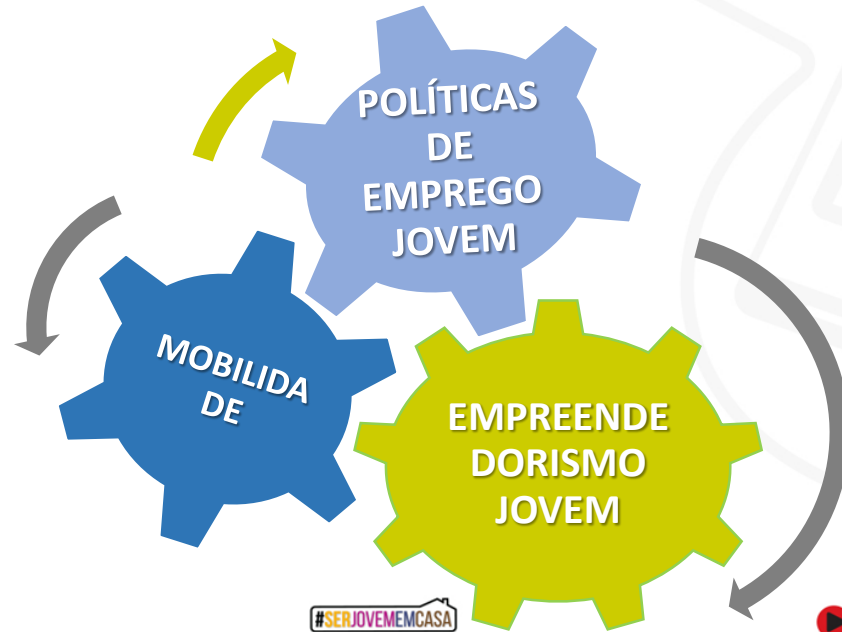 POLÍTICAS
DE
EMPREGO
JOVEM
MOBILIDA
DE
EMPREENDE
DORISMO
JOVEM
#SERJOVEMEMCASA